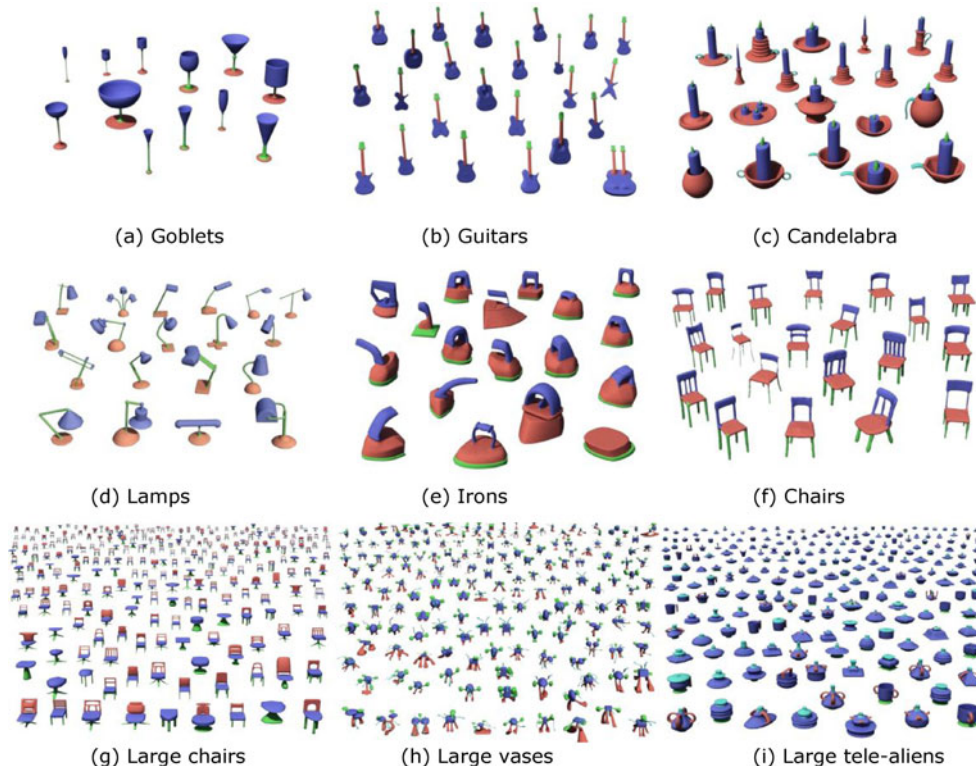 (a) Goblets
(b) Guitars
(c) Candelabra
(d) Lamps
(e) Irons
(f) Chairs
(g) Large chairs
(h) Large vases
(i) Large tele-aliens